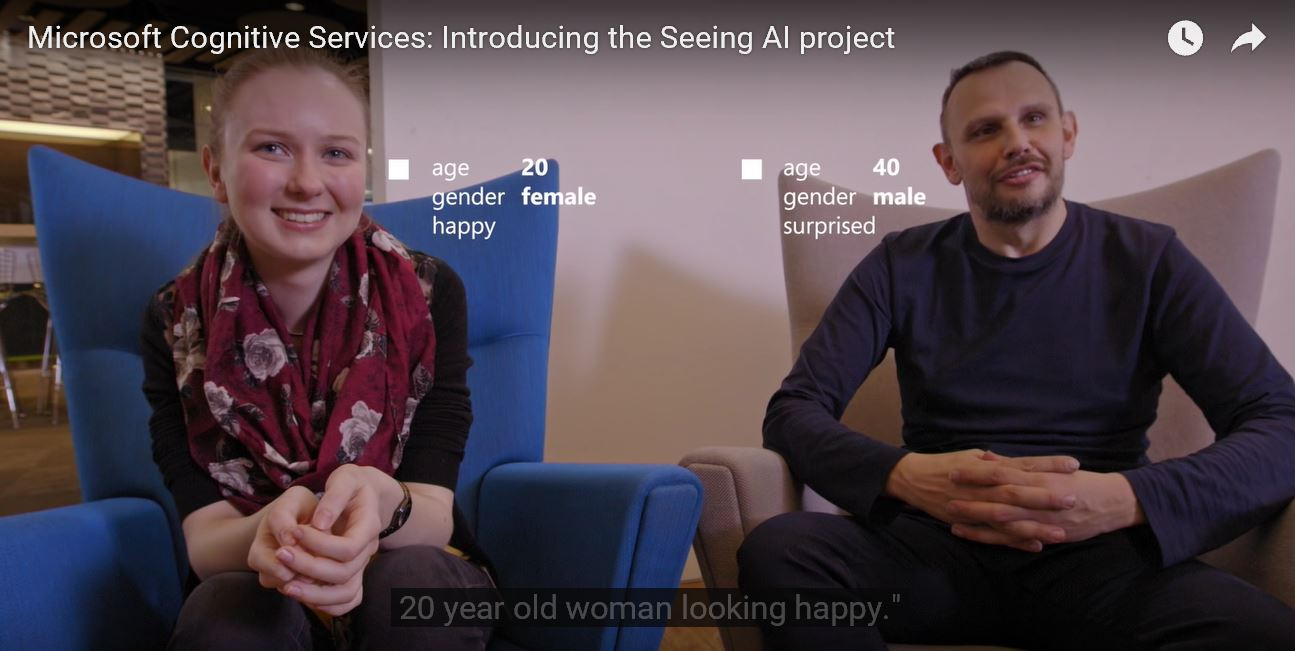 Microsoft Cognitive Services: Introducing the Seeing AI project
age 20
gender female
happy
age 40
gender male
surprised
20 year old woman looking happy."